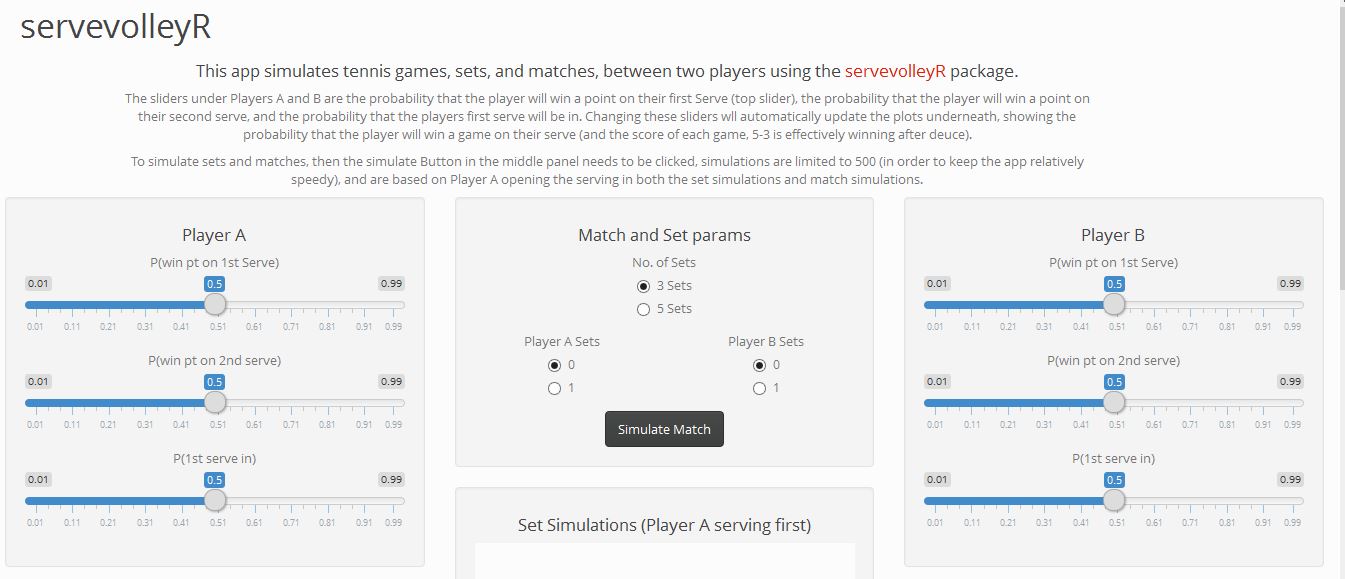 servevolleyR
This app simulates tennis games, sets, and matches, between two players using the servevolleyR package.
The sliders under Players A and B are the probability that the player will win a point on their first Serve (top slider), the probability that the player will win a point on
their second serve, and the probability that the players first serve will be in. Changing these sliders wll automatically update the plots underneath, showing the
probability that the player will win a game on their serve (and the score of each game, 5-3 is effectively winning after deuce).
To simulate sets and matches, then the simulate Button in the middle panel needs to be clicked, simulations are limited to 500 (in order to keep the app relatively
speedy), and are based on Player A opening the serving in both the set simulations and match simulations.
Player A
P(win pt on 1st Serve)
0.01 0.5 0.99
0.01 0.11 0.21 0.31 0.41 0.51 0.61 0.71 0.81 0.91 0.99
P(win pt on 2nd serve)
0.01 0.5 0.99
0.01 0.11 0.21 0.31 0.41 0.51 0.61 0.71 0.81 0.91 0.99
P(1st serve in)
0.01 0.5 0.99
0.01 0.11 0.21 0.31 0.41 0.51 0.61 0.71 0.81 0.91 0.99
Match and Set params
No. of Sets
3 Sets
5 Sets
Player A Sets
0
1
Player B Sets
0
1
Simulate Match
Set Simulations (Player A serving first)
Player B
P(win pt on 1st Serve)
0.01 0.5 0.99
0.01 0.11 0.21 0.31 0.41 0.51 0.61 0.71 0.81 0.91 0.99
P(win pt on 2nd serve)
0.01 0.5 0.99
0.01 0.11 0.21 0.31 0.41 0.51 0.61 0.71 0.81 0.91 0.99
P(1st serve in)
0.01 0.5 0.99
0.01 0.11 0.21 0.31 0.41 0.51 0.61 0.71 0.81 0.91 0.99